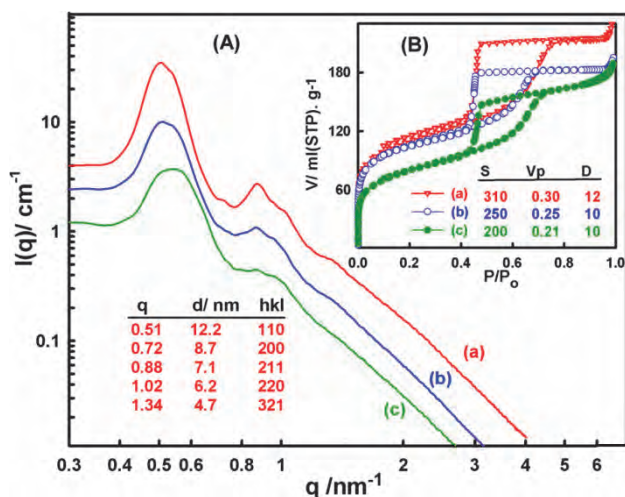 (A)
(B)
100
10
1
0.1
I(q)/ cm⁻¹
180
120
60
V/ ml(STP). g-1
S Vp D
(a) 310 0.30 12
(b) 250 0.25 10
(c) 200 0.21 10
0.0 0.2 0.4 0.6 0.8 1.0
P/Po
q d/ nm hkl
0.51 12.2 110
0.72 8.7 200
0.88 7.1 211
1.02 6.2 220
1.34 4.7 321
(a)
(b)
(c)
0.3 0.4 0.5 0.6 0.8 1 2 3 4 5 6
q /nm⁻¹